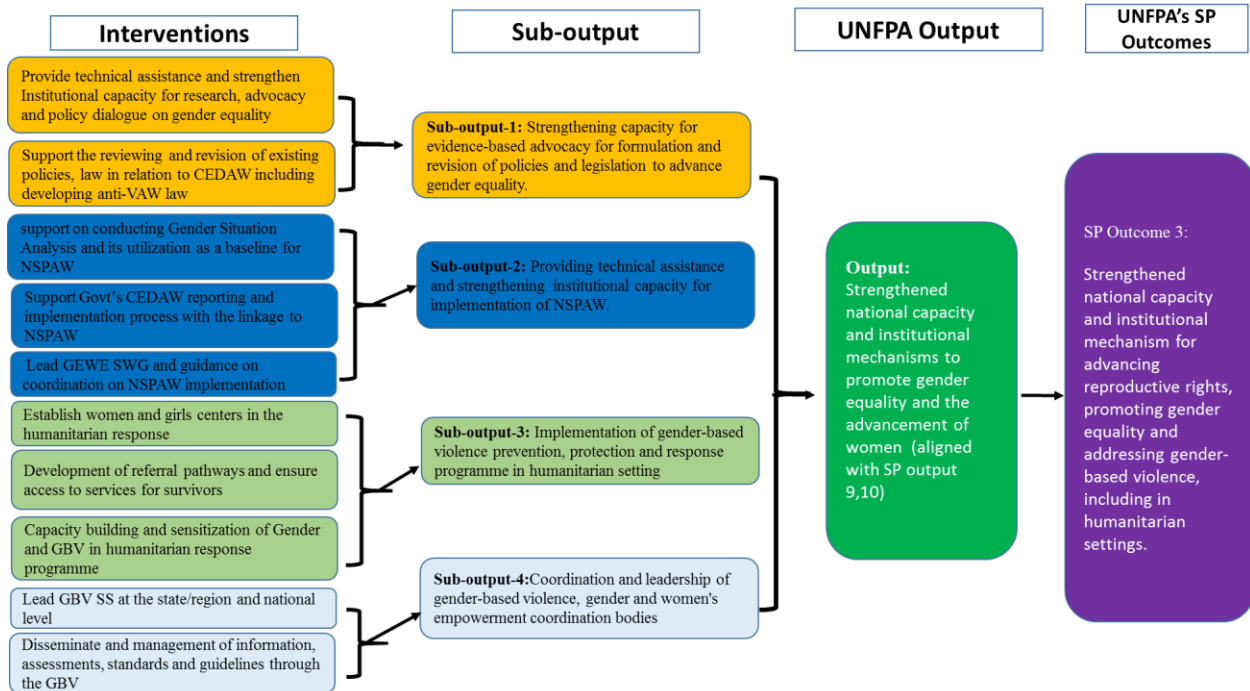 Interventions
Sub-output
UNFPA Output
UNFPA's SP
Outcomes
Provide technical assistance and strengthen
Institutional capacity for research, advocacy
and policy dialogue on gender equality
Support the reviewing and revision of existing
policies, law in relation to CEDAW including
developing anti-VAW law
support on conducting Gender Situation
Analysis and its utilization as a baseline for
NSPAW
Support Govt's CEDAW reporting and
implementation process with the linkage to
NSPAW
Lead GEWE SWG and guidance on
coordination on NSPAW implementation
Establish women and girls centers in the
humanitarian response
Development of referral pathways and ensure
access to services for survivors
Capacity building and sensitization of Gender
and GBV in humanitarian response
programme
Lead GBV SS at the state/region and national
level
Disseminate and management of information,
assessments, standards and guidelines through
the GBV
Sub-output-1: Strengthening capacity for
evidence-based advocacy for formulation and
revision of policies and legislation to advance
gender equality.
Sub-output-2: Providing technical assistance
and strengthening institutional capacity for
implementation of NSPAW.
Sub-output-3: Implementation of gender-based
violence prevention, protection and response
programme in humanitarian setting
Sub-output-4:Coordination and leadership of
gender-based violence, gender and women's
empowerment coordination bodies
Output:
Strengthened
national capacity
and institutional
mechanisms to
promote gender
equality and the
advancement of
women (aligned
with SP output
9,10)
SP Outcome 3:
Strengthened
national capacity
and institutional
mechanism for
advancing
reproductive rights,
promoting gender
equality and
addressing gender-
based violence,
including in
humanitarian
settings.